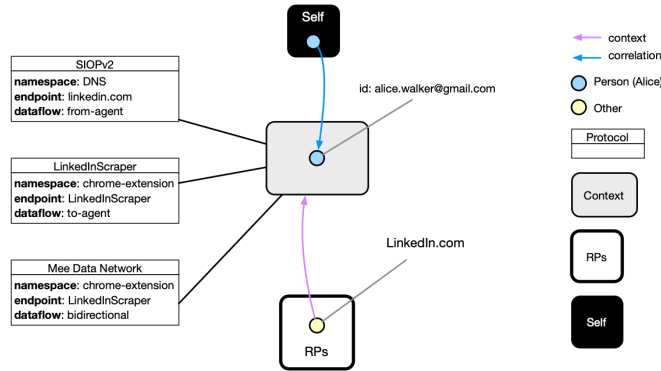 Self
SIOPv2
namespace: DNS
endpoint: linkedin.com
dataflow: from-agent
id: alice.walker@gmail.com
LinkedInScraper
namespace: chrome-extension
endpoint: LinkedInScraper
dataflow: to-agent
Mee Data Network
namespace: chrome-extension
endpoint: LinkedInScraper
dataflow: bidirectional
LinkedIn.com
RPs
context
correlation
Person (Alice)
Other
Protocol
Context
RPs
Self